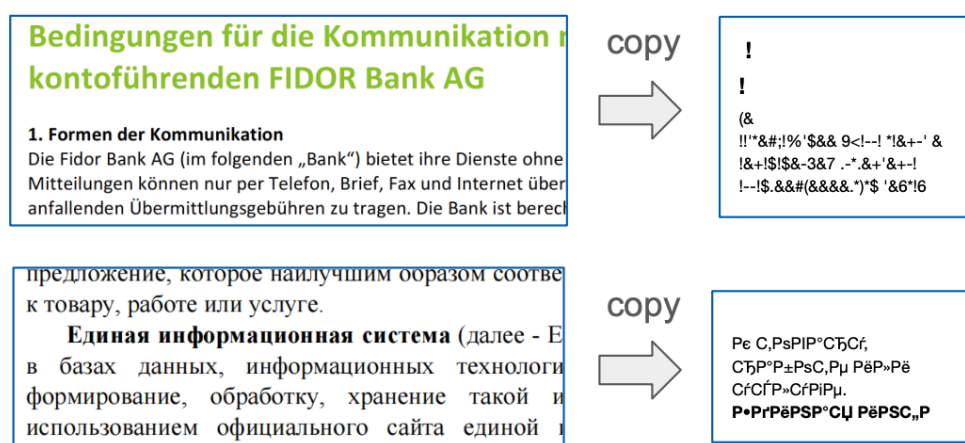 Bedingungen für die Kommunikation
kontoführenden FIDOR Bank AG
1. Formen der Kommunikation
Die Fidor Bank AG (im folgenden „Bank“) bietet ihre Dienste ohne
Mitteilungen können nur per Telefon, Brief, Fax und Internet über
anfallenden Übermittlungsgebühren zu tragen. Die Bank ist berech
copy
!
!
(&
!!'*&#;!%'$&& 9<!--! *!&+-' &
!&+!$!$&-3&7 .-*.&+'&+-!
!--!$.&&#(&&&&.*)*$ '&6*!6
предложение, которое наилучшим образом соотве
к товару, работе или услуге.
Единая информационная система (далее - Е
в базах данных, информационных технологи
формирование, обработку, хранение такой и
использованием официального сайта единой
copy
Рє С‚РѕРІР°СЂСѓ,
СЂР°Р±РѕС‚Рµ РёР»Рё
СѓСЃР»СѓРіРµ.
Р•РґРёРЅР°СЏ РёРЅС„Р